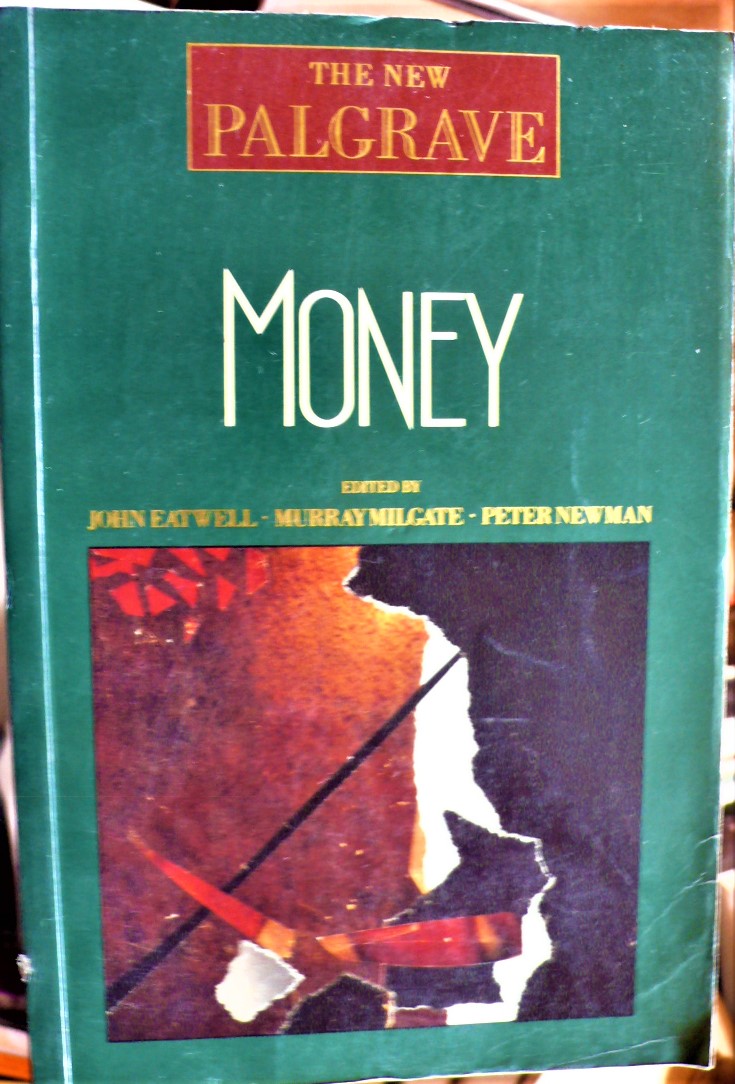 THE NEW
PALGRAVE
MONEY
EDITED BY
JOHN EATWELL - MURRAY MILGATE - PETER NEWMAN